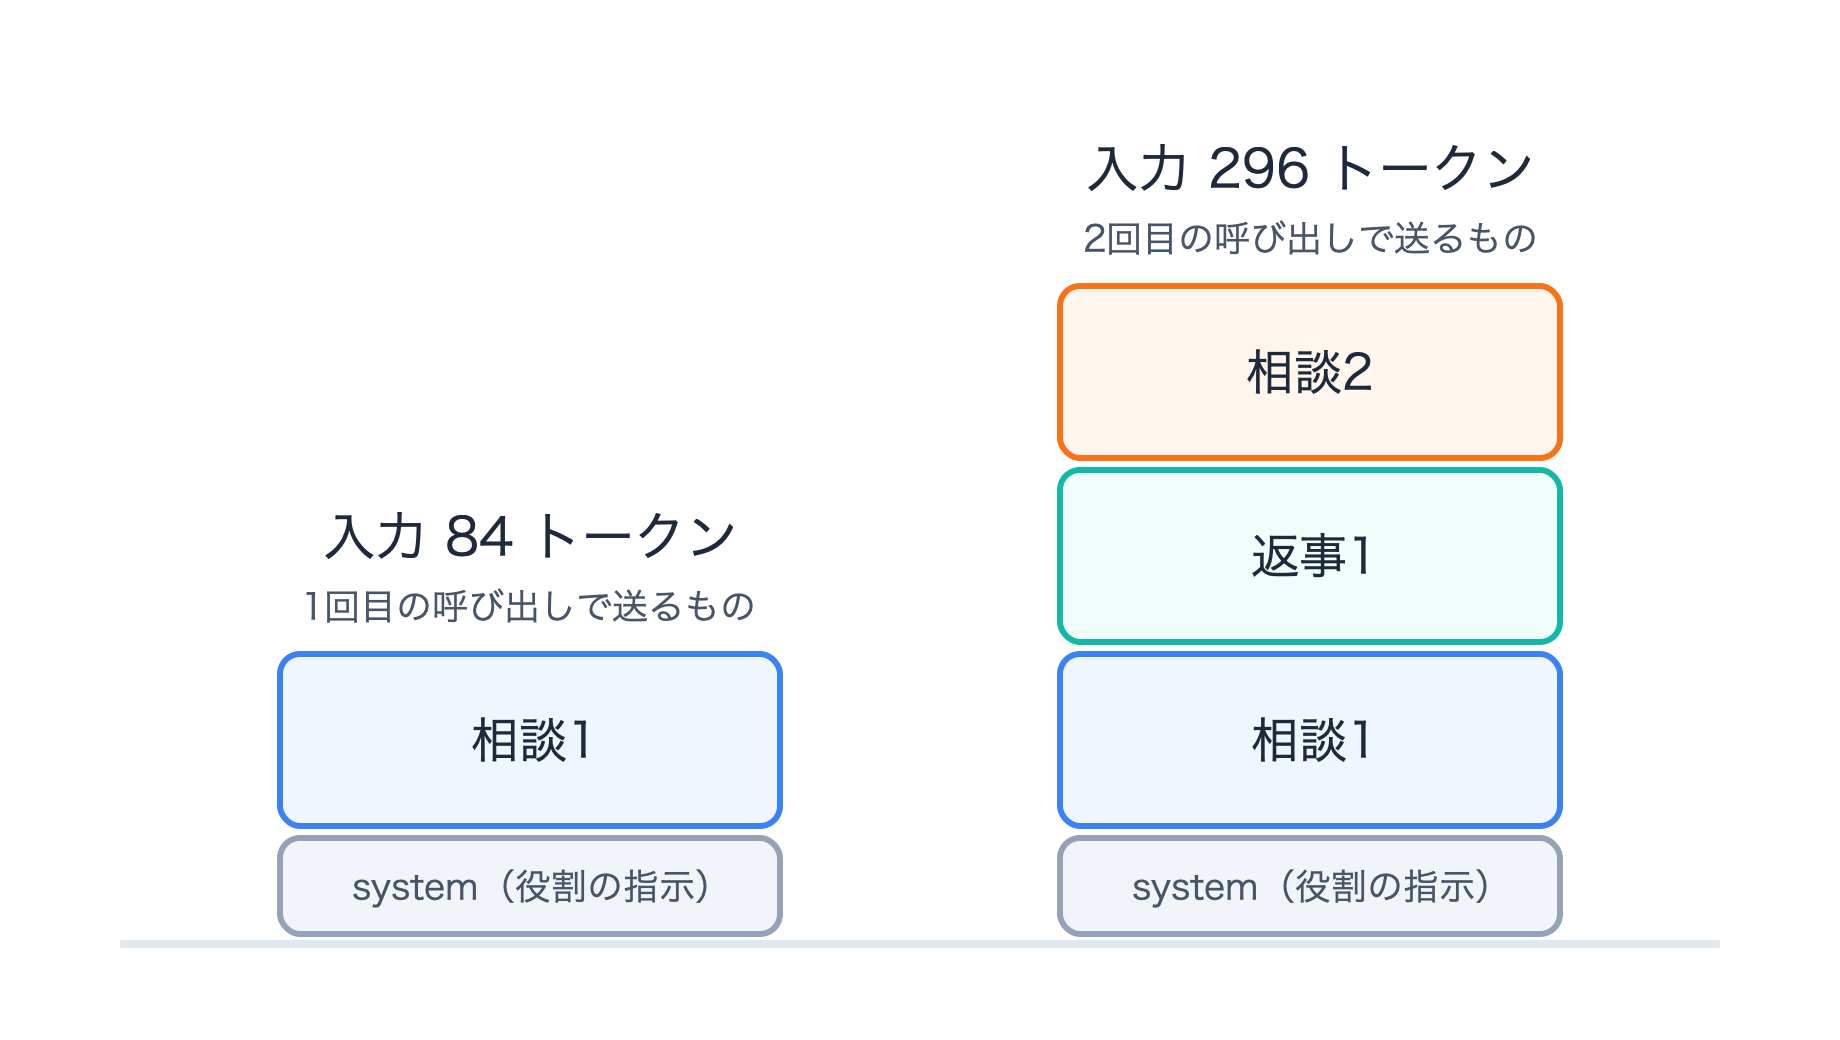 入力 84 トークン
1回目の呼び出しで送るもの
相談1
system（役割の指示）
入力 296 トークン
2回目の呼び出しで送るもの
相談2
返事1
相談1
system（役割の指示）